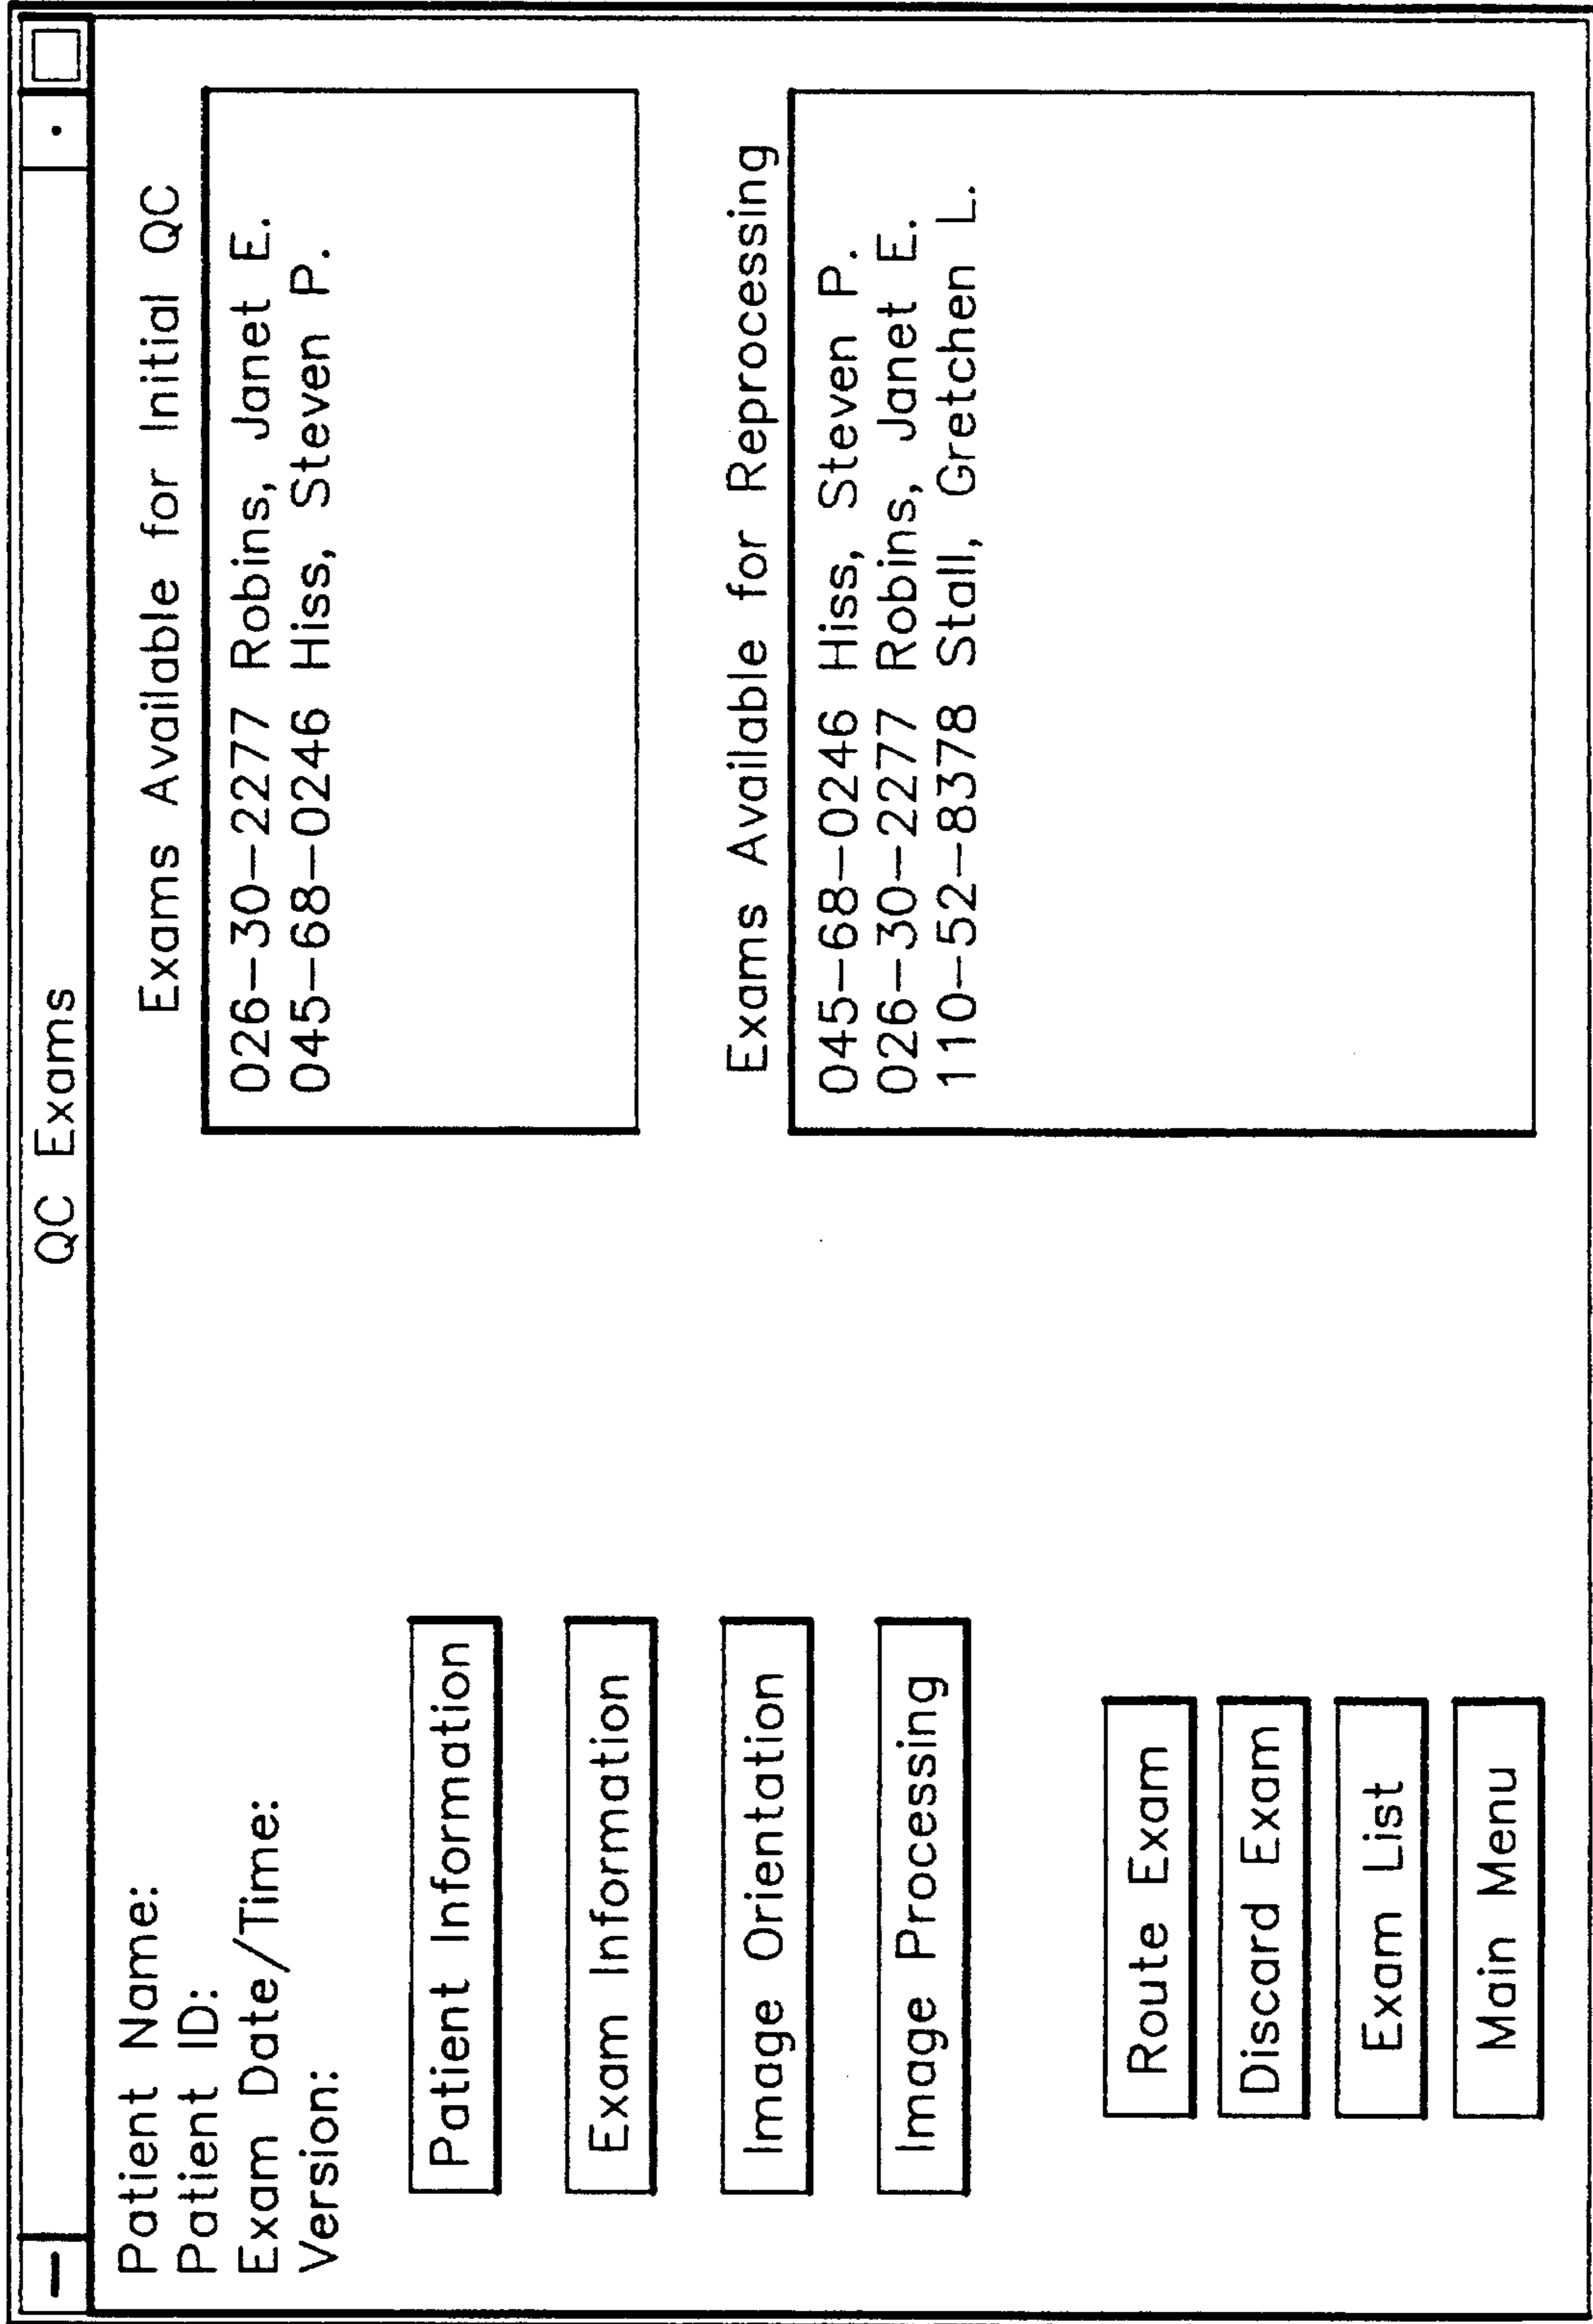 QC Exams
Patient Name:
Patient ID:
Exam Date/Time:
Version:
Patient Information
Exam Information
Image Orientation
Image Processing
Route Exam
Discard Exam
Exam List
Main Menu
Exams Available for Initial QC
026-30-2277 Robins, Janet E.
045-68-0246 Hiss, Steven P.
Exams Available for Reprocessing
045-68-0246 Hiss, Steven P.
026-30-2277 Robins, Janet E.
110-52-8378 Stall, Gretchen L.